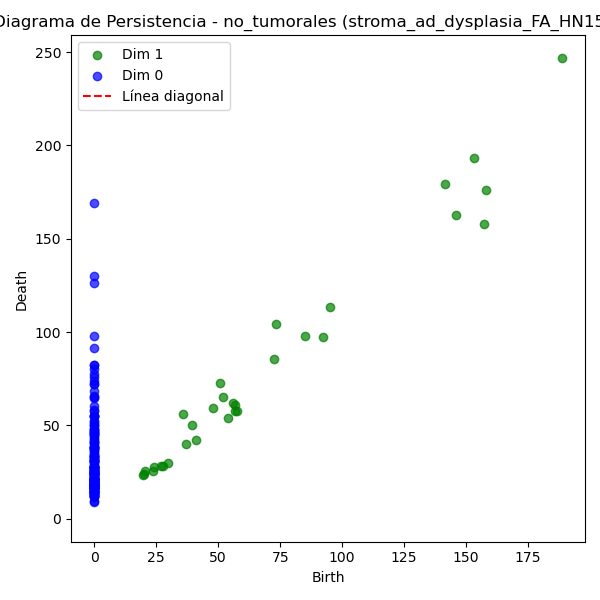 Diagrama de Persistencia - no_tumorales (stroma_ad_dysplasia_FA_HN15
Dim 1
Dim 0
Línea diagonal
250
200
150
100
50
0
Death
0 25 50 75 100 125 150 175
Birth